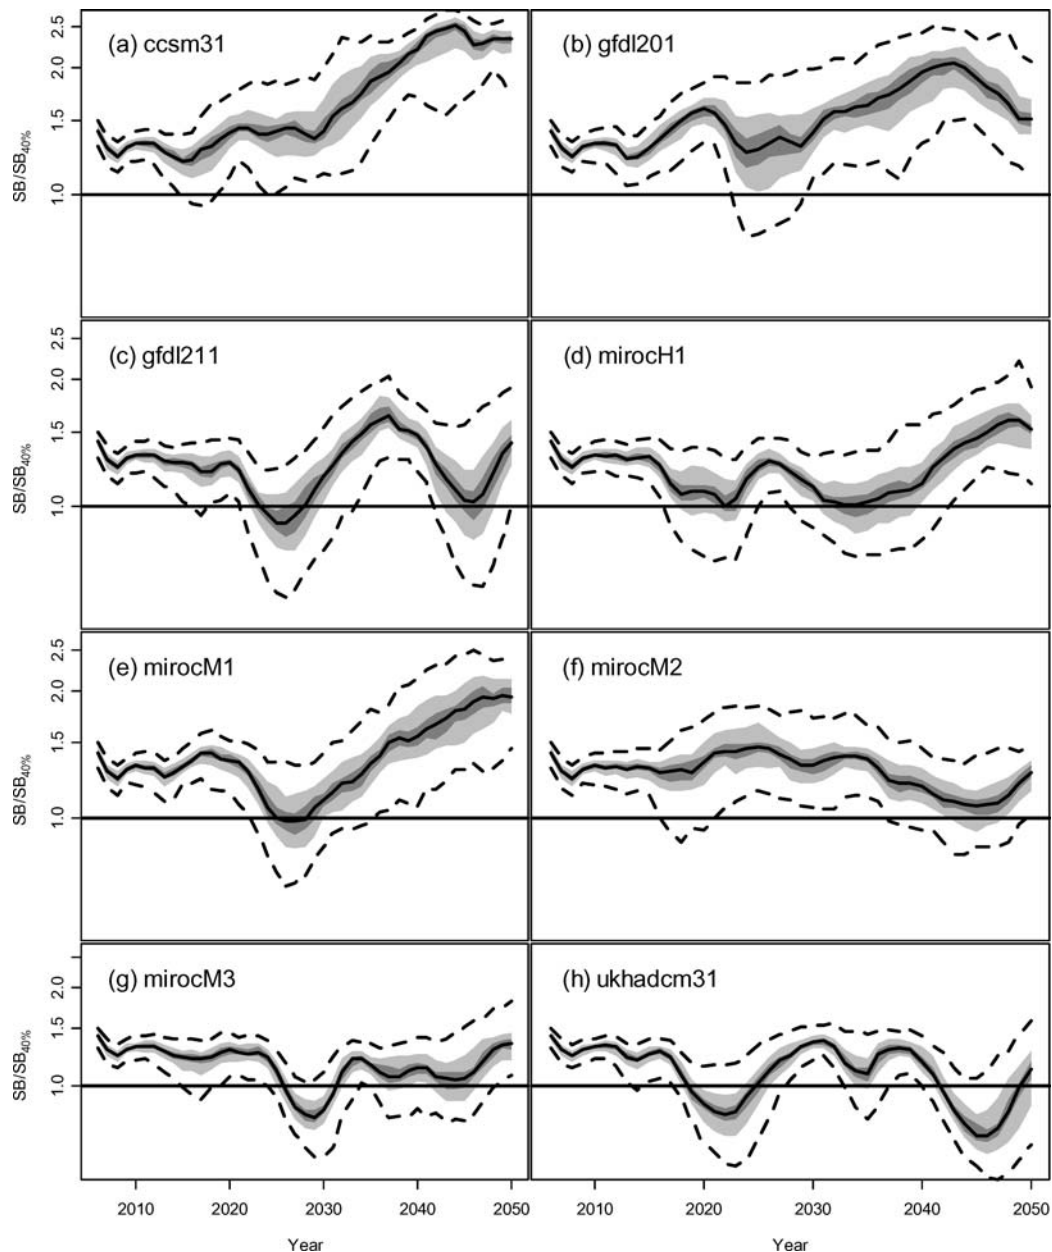 (a) ccsm31
(b) gfdl201
2.5
2.0
1.5
1.0
SB/SB40%
(c) gfdl211
(d) mirocH1
2.5
2.0
1.5
1.0
SB/SB40%
(e) mirocM1
(f) mirocM2
2.5
2.0
1.5
1.0
SB/SB40%
(g) mirocM3
(h) ukhadcm31
2.0
1.5
1.0
SB/SB40%
2010 2020 2030 2040 2050
2010 2020 2030 2040 2050
Year
Year